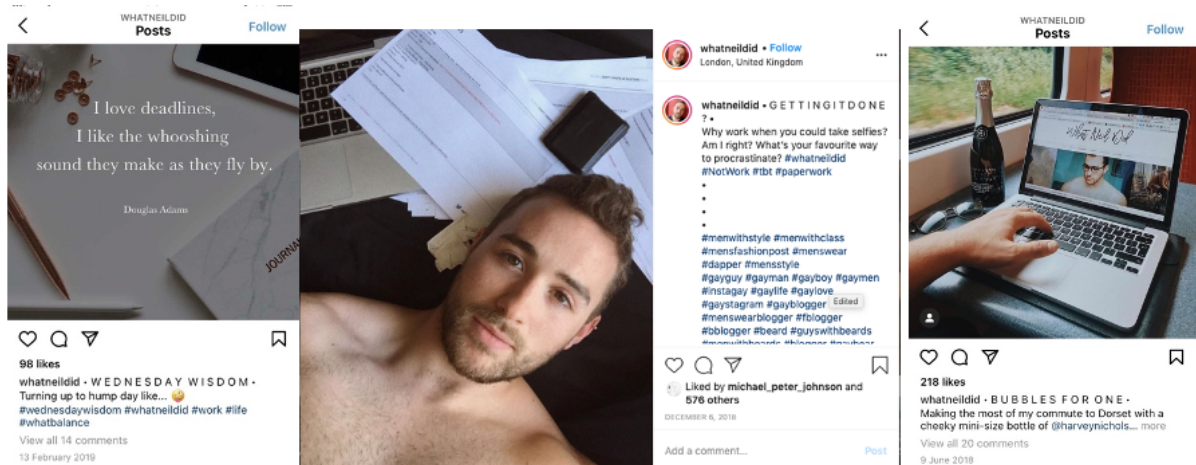 WHATNEILDID
Posts
Follow
I love deadlines,
I like the whooshing
sound they make as they fly by.
Douglas Adams
JOURNAL
98 likes
whatneildid • W E D N E S D A Y W I S D O M •
Turning up to hump day like... 🤪
#wednesdaywisdom #whatneildid #work #life
#whatbalance
View all 14 comments
13 February 2019
whatneildid • Follow
London, United Kingdom
whatneildid • G E T T I N G I T D O N E
? •
Why work when you could take selfies?
Am I right? What's your favourite way
to procrastinate? #whatneildid
#NotWork #tbt #paperwork
•
•
•
•
#menwithstyle #menwithclass
#mensfashionpost #menswear
#dapper #mensstyle
#gayguy #gayman #gayboy #gaymen
#instagay #gaylife #gaylove
#gaystagram #gayblogger
Edited
#menswearblogger #fblogger
#bblogger #beard #guyswithbeards
#menwithbeards #blogger #gaybear
Liked by michael_peter_johnson and
576 others
DECEMBER 6, 2018
Add a comment...
Post
WHATNEILDID
Posts
Follow
What Neil Did
218 likes
whatneildid • B U B B L E S F O R O N E •
Making the most of my commute to Dorset with a
cheeky mini-size bottle of @harveynichols... more
View all 20 comments
9 June 2018